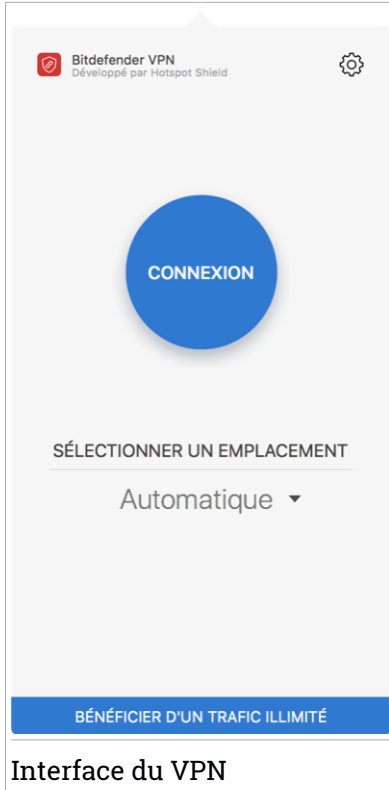 Bitdefender VPN
Développé par Hotspot Shield
CONNEXION
SÉLECTIONNER UN EMPLACEMENT
Automatique
BÉNÉFICIER D'UN TRAFIC ILLIMITÉ
Interface du VPN